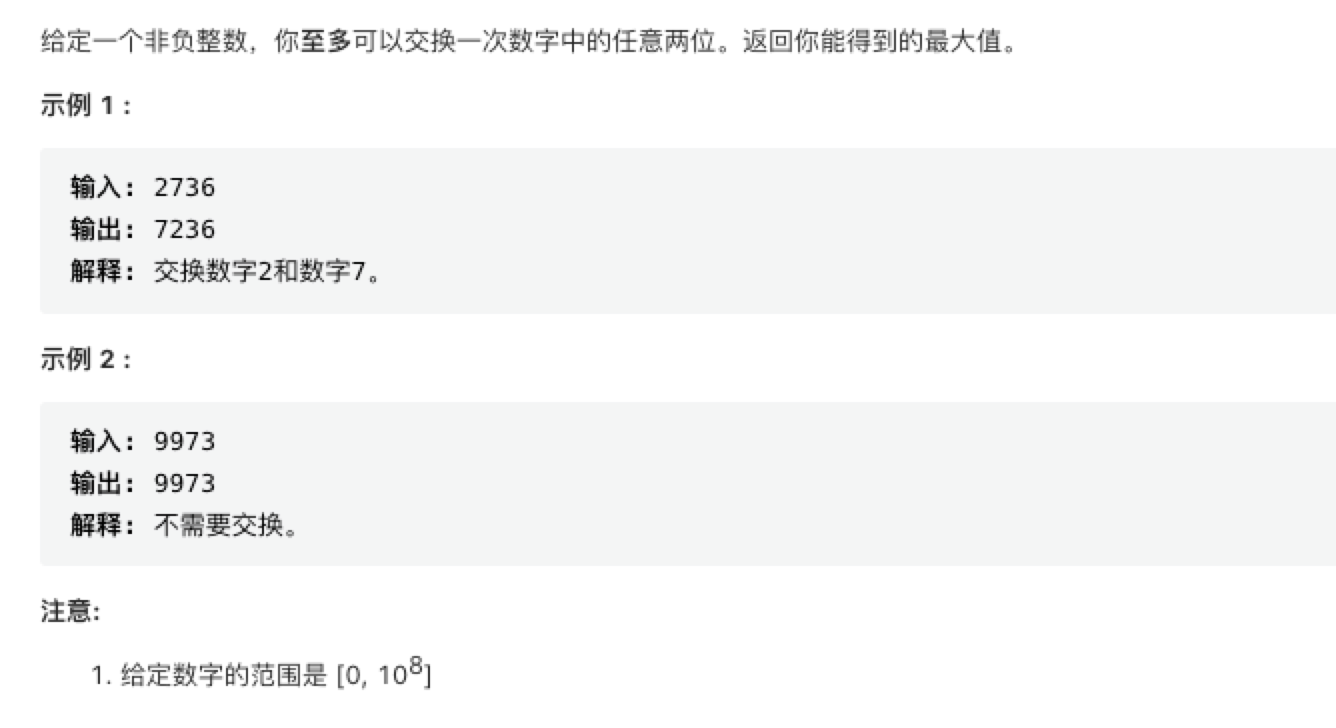 给定一个非负整数，你至多可以交换一次数字中的任意两位。返回你能得到的最大值。
示例 1 :
输入: 2736
输出: 7236
解释: 交换数字2和数字7。
示例 2 :
输入: 9973
输出: 9973
解释: 不需要交换。
注意:
1. 给定数字的范围是 [0, 10⁸]